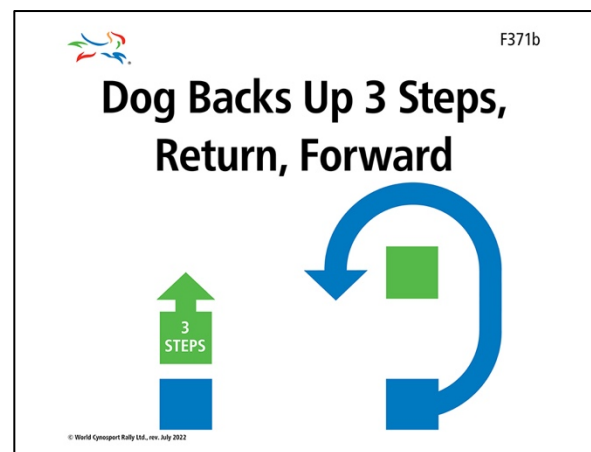 F371b
Dog Backs Up 3 Steps,
Return, Forward
3
STEPS
© World Cynosport Rally Ltd., rev. July 2022